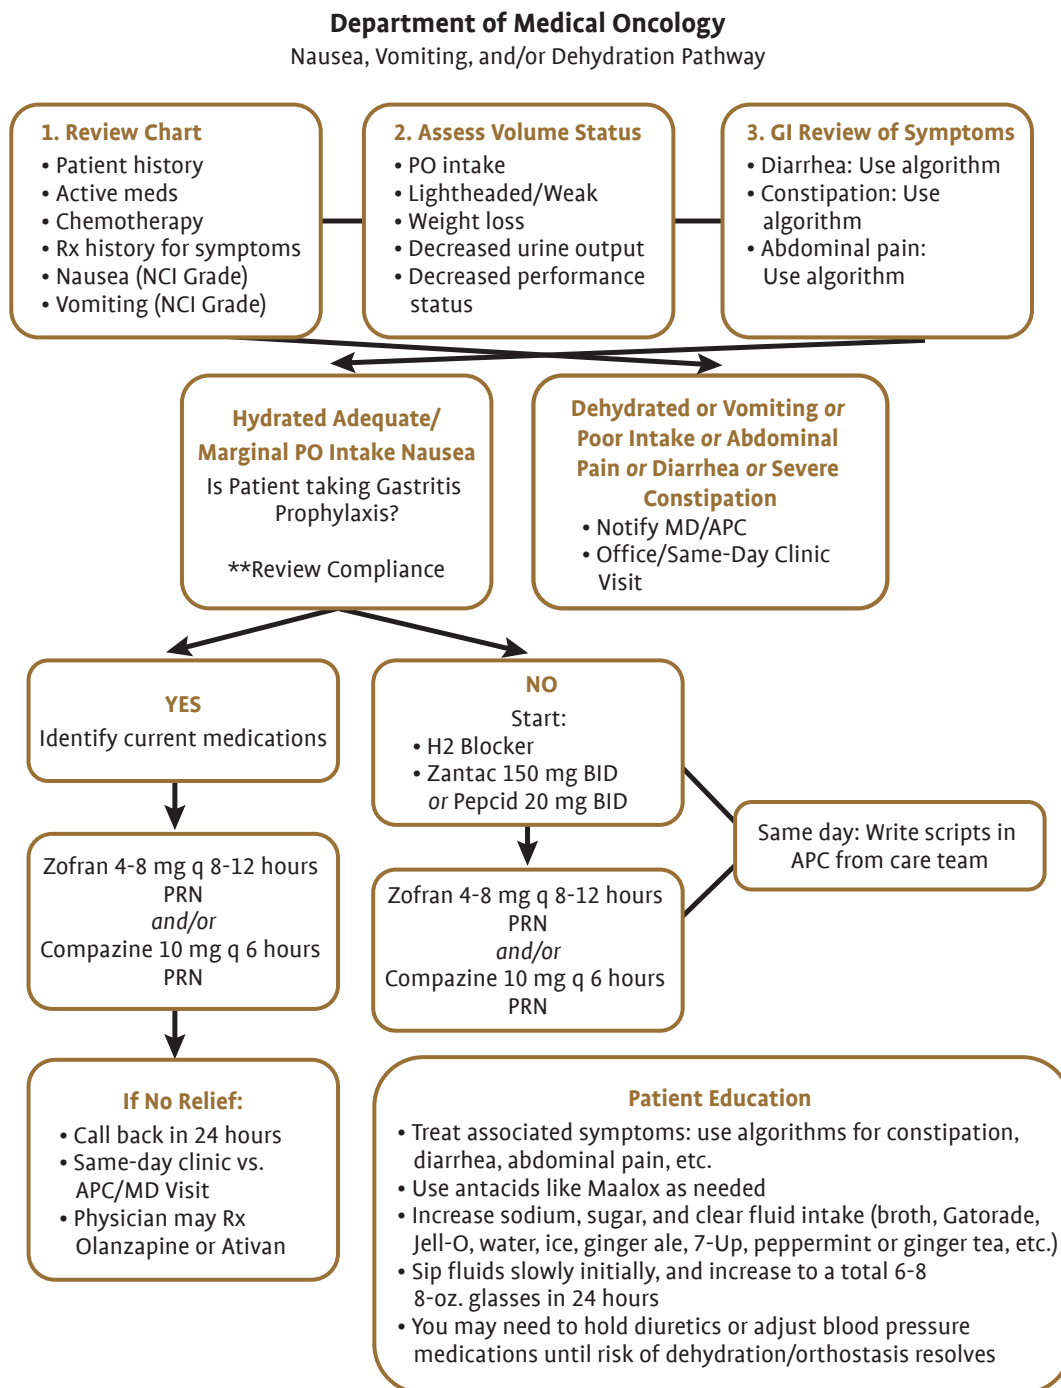 Department of Medical Oncology
Nausea, Vomiting, and/or Dehydration Pathway
1. Review Chart
• Patient history
• Active meds
• Chemotherapy
• Rx history for symptoms
• Nausea (NCI Grade)
• Vomiting (NCI Grade)
2. Assess Volume Status
• PO intake
• Lightheaded/Weak
• Weight loss
• Decreased urine output
• Decreased performance
status
3. GI Review of Symptoms
• Diarrhea: Use algorithm
• Constipation: Use
algorithm
• Abdominal pain:
Use algorithm
Hydrated Adequate/
Marginal PO Intake Nausea
Is Patient taking Gastritis
Prophylaxis?
**Review Compliance
Dehydrated or Vomiting or
Poor Intake or Abdominal
Pain or Diarrhea or Severe
Constipation
• Notify MD/APC
• Office/Same-Day Clinic
Visit
YES
Identify current medications
NO
Start:
• H2 Blocker
• Zantac 150 mg BID
or Pepcid 20 mg BID
Same day: Write scripts in
APC from care team
Zofran 4-8 mg q 8-12 hours
PRN
and/or
Compazine 10 mg q 6 hours
PRN
Zofran 4-8 mg q 8-12 hours
PRN
and/or
Compazine 10 mg q 6 hours
PRN
If No Relief:
• Call back in 24 hours
• Same-day clinic vs.
APC/MD Visit
• Physician may Rx
Olanzapine or Ativan
Patient Education
• Treat associated symptoms: use algorithms for constipation,
diarrhea, abdominal pain, etc.
• Use antacids like Maalox as needed
• Increase sodium, sugar, and clear fluid intake (broth, Gatorade,
Jell-O, water, ice, ginger ale, 7-Up, peppermint or ginger tea, etc.)
• Sip fluids slowly initially, and increase to a total 6-8
8-oz. glasses in 24 hours
• You may need to hold diuretics or adjust blood pressure
medications until risk of dehydration/orthostasis resolves